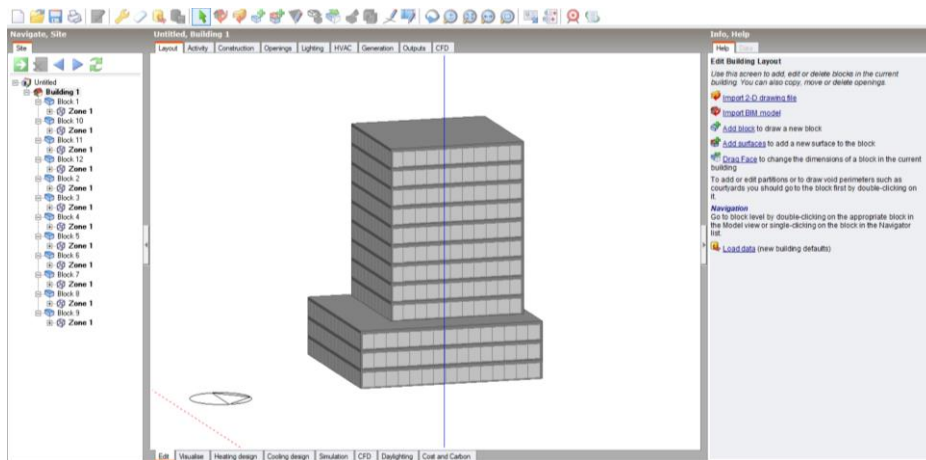 Navigate, Site
Site
Untitled
Building 1
Block 1
Zone 1
Block 10
Zone 1
Block 11
Zone 1
Block 12
Zone 1
Block 2
Zone 1
Block 3
Zone 1
Block 4
Zone 1
Block 5
Zone 1
Block 6
Zone 1
Block 7
Zone 1
Block 8
Zone 1
Block 9
Zone 1
Untitled, Building 1
Layout Activity Construction Openings Lighting HVAC Generation Outputs CFD
Edit Visualise Heating design Cooling design Simulation CFD Daylighting Cost and Carbon
Info, Help
Help Data
Edit Building Layout
Use this screen to add, edit or delete blocks in the current
building. You can also copy, move or delete openings.
Import 2-D drawing file
Import BIM model
Add block to draw a new block
Add surfaces to add a new surface to the block
Drag Face to change the dimensions of a block in the current
building
To add or edit partitions or to draw void perimeters such as
courtyards you should go to the block first by double-clicking on
it.
Navigation
Go to block level by double-clicking on the appropriate block in
the Model view or single-clicking on the block in the Navigator
list.
Load data (new building defaults)